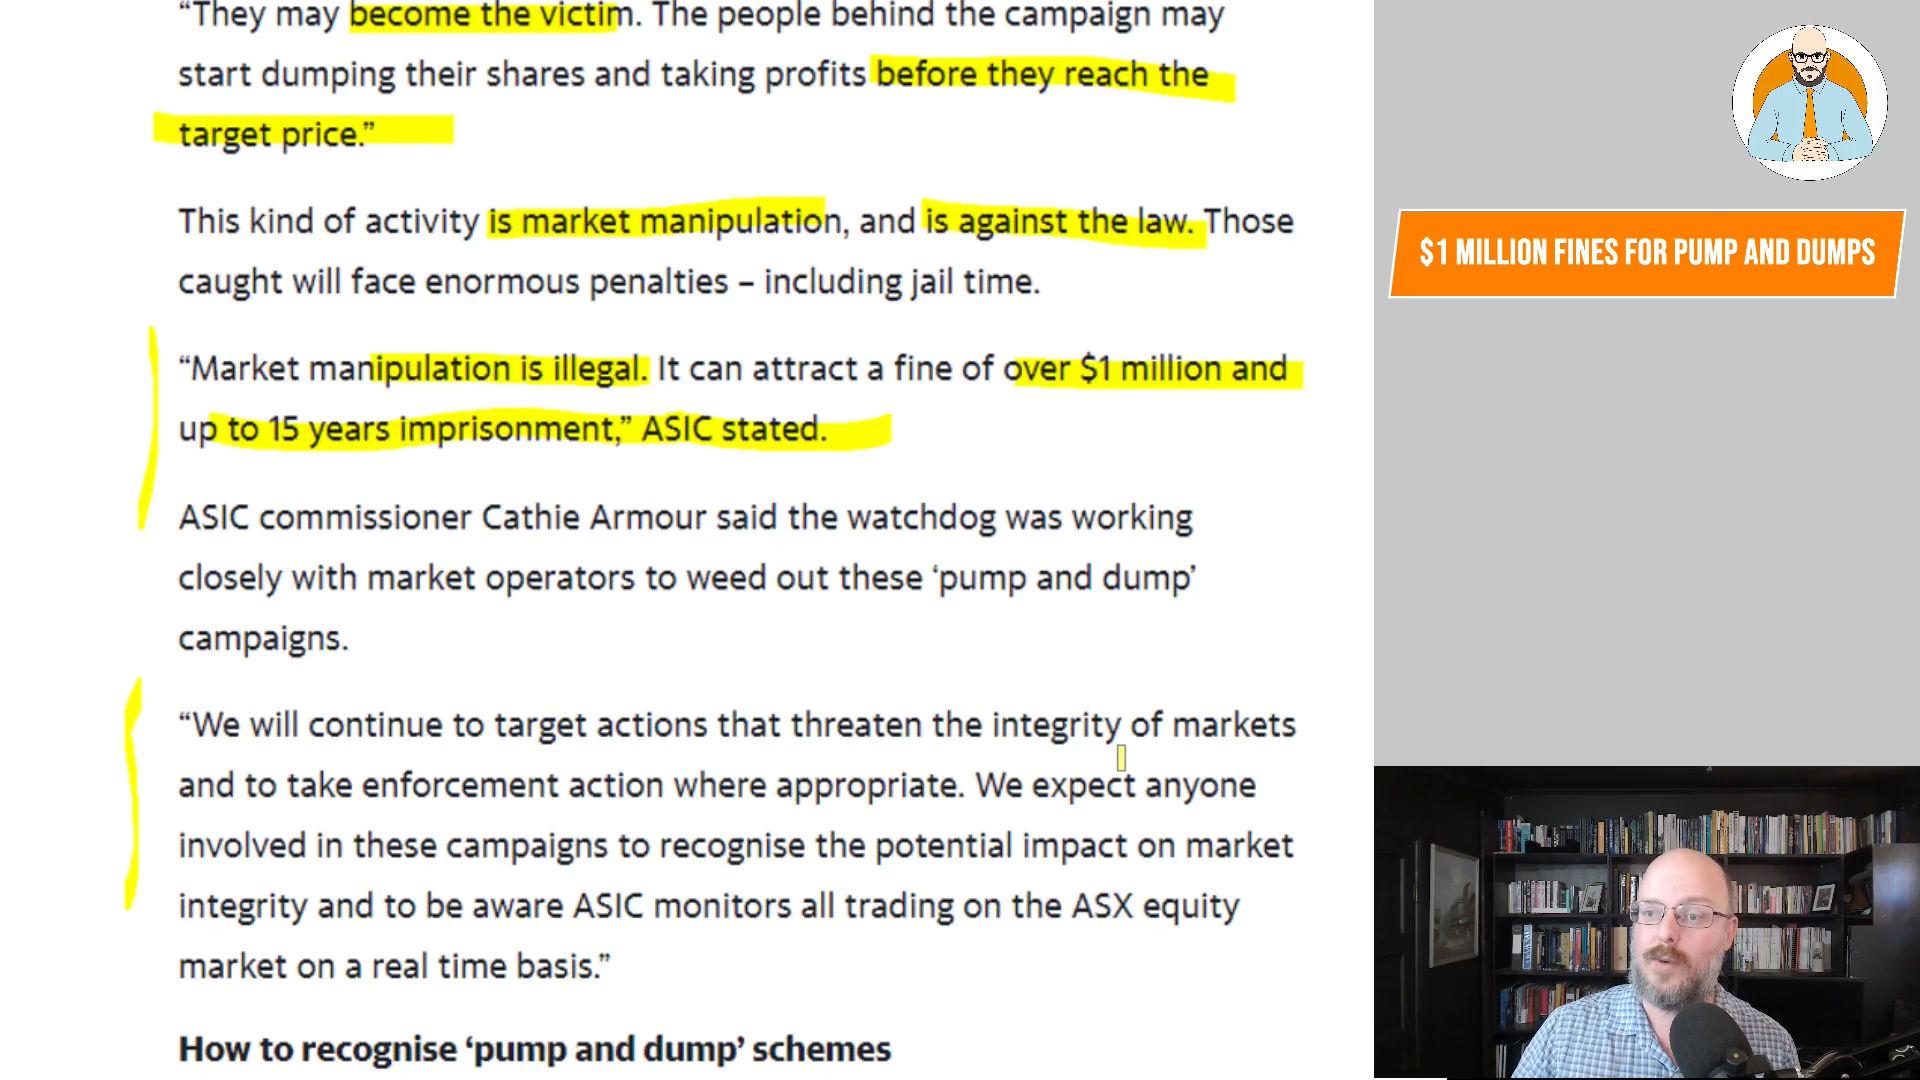 “They may become the victim. The people behind the campaign may
start dumping their shares and taking profits before they reach the
target price.”
This kind of activity is market manipulation, and is against the law. Those
caught will face enormous penalties – including jail time.
“Market manipulation is illegal. It can attract a fine of over $1 million and
up to 15 years imprisonment,” ASIC stated.
ASIC commissioner Cathie Armour said the watchdog was working
closely with market operators to weed out these ‘pump and dump’
campaigns.
“We will continue to target actions that threaten the integrity of markets
and to take enforcement action where appropriate. We expect anyone
involved in these campaigns to recognise the potential impact on market
integrity and to be aware ASIC monitors all trading on the ASX equity
market on a real time basis.”
How to recognise ‘pump and dump’ schemes
$1 MILLION FINES FOR PUMP AND DUMPS